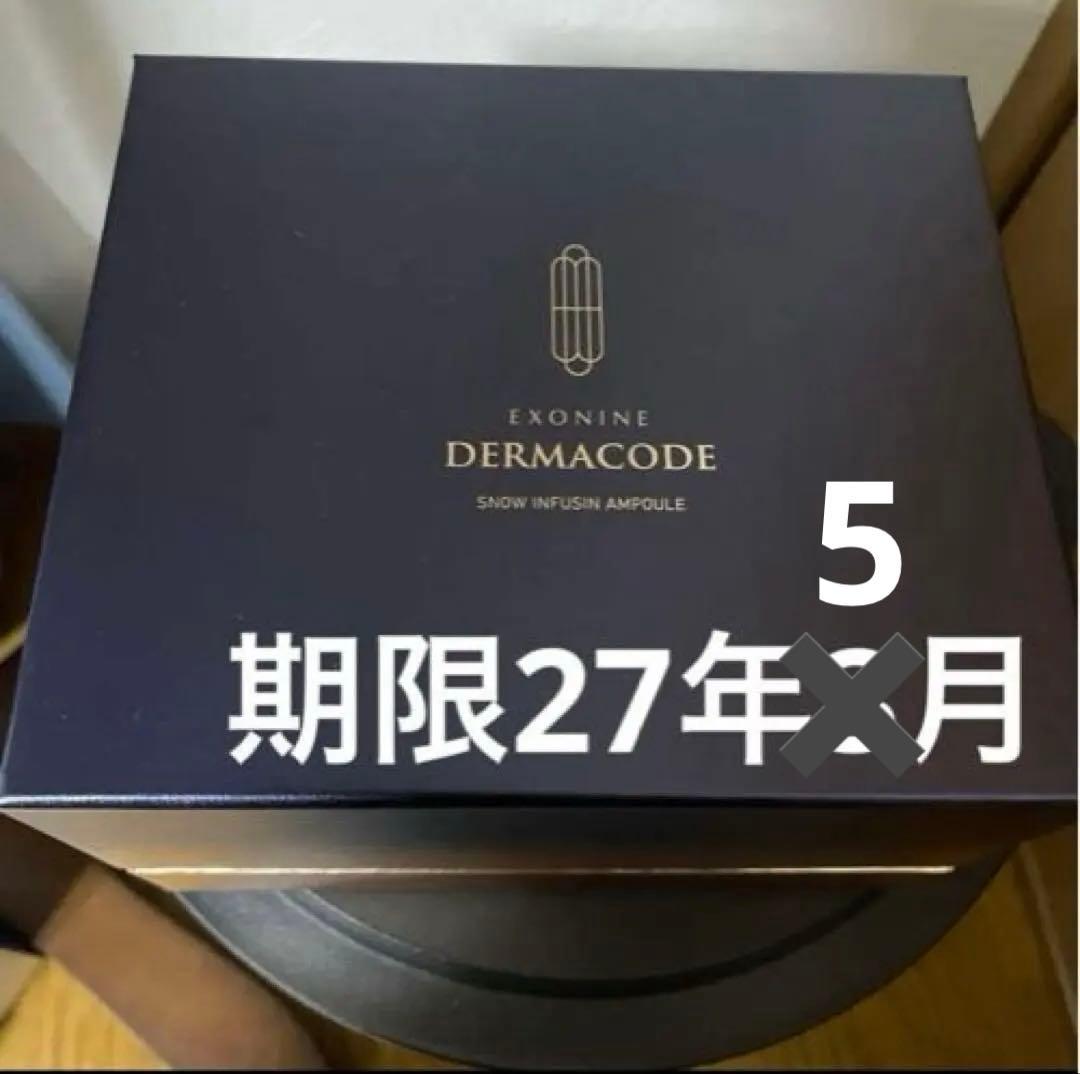 EXONINE
DERMACODE
SNOW INFUSIN AMPOULE
5
期限27年月